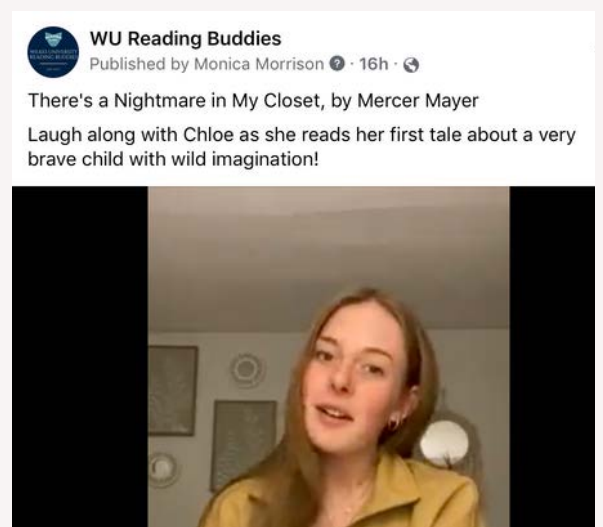 WU Reading Buddies
Published by Monica Morrison · 16h ·
There's a Nightmare in My Closet, by Mercer Mayer
Laugh along with Chloe as she reads her first tale about a very
brave child with wild imagination!